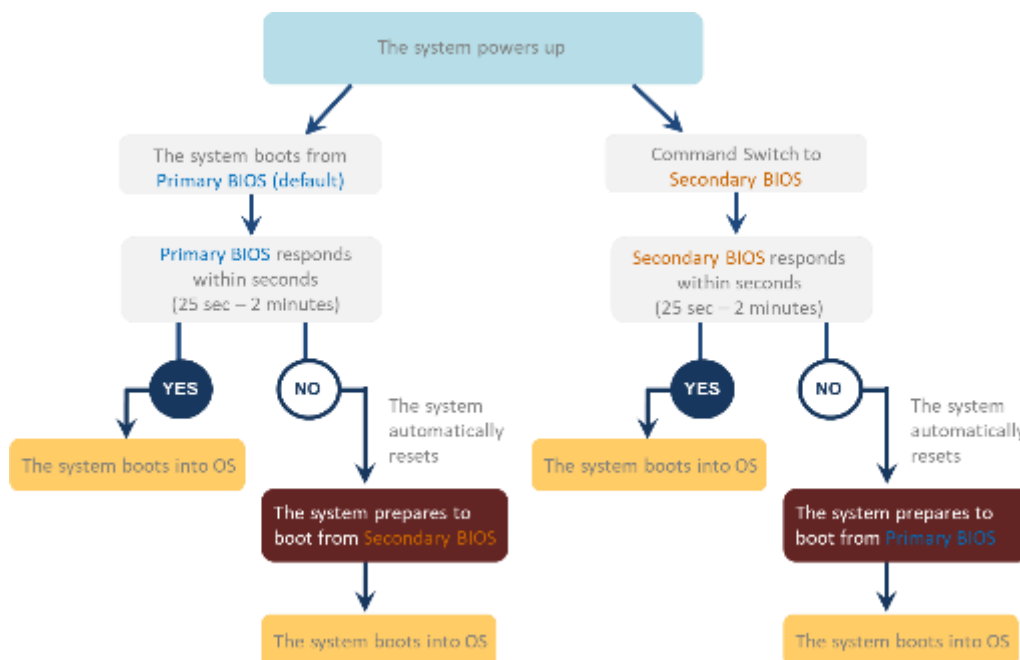 The system powers up
The system boots from
Primary BIOS (default)
Command Switch to
Secondary BIOS
Primary BIOS responds
within seconds
(25 sec – 2 minutes)
Secondary BIOS responds
within seconds
(25 sec – 2 minutes)
YES
NO
YES
NO
The system
automatically
resets
The system
automatically
resets
The system boots into OS
The system boots into OS
The system prepares to
boot from Secondary BIOS
The system prepares to
boot from Primary BIOS
The system boots into OS
The system boots into OS